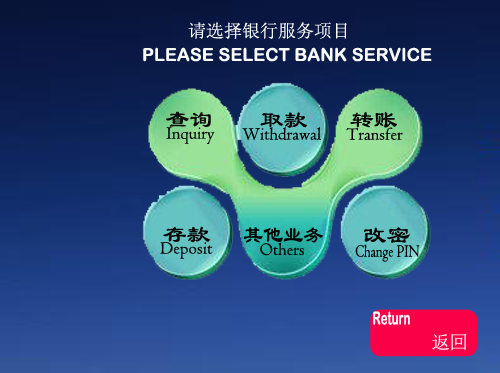 请选择银行服务项目
PLEASE SELECT BANK SERVICE
查询
Inquiry
取款
Withdrawal
转账
Transfer
存款
Deposit
其他业务
Others
改密
Change PIN
Return
返回